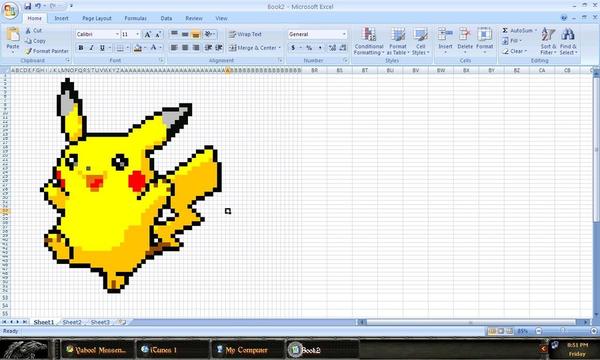 Book2 - Microsoft Excel
Home Insert Page Layout Formulas Data Review View
Paste
Cut
Copy
Format Painter
Clipboard
Calibri 11
Font
Wrap Text
Merge & Center
Alignment
General
Number
Conditional Formatting
Format as Table
Cell Styles
Styles
Insert Delete Format
Cells
AutoSum
Fill
Clear
Sort & Filter
Find & Select
Editing
BR BS BT BU BV BW BX BY BZ CA CB
Sheet1 Sheet2 Sheet3
Ready 85%
Yahoo! Messen... iTunes 1 My Computer Book2
8:51 PM
Friday